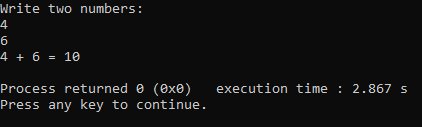 Write two numbers:
4
6
4 + 6 = 10
Process returned 0 (0x0)   execution time : 2.867 s
Press any key to continue.